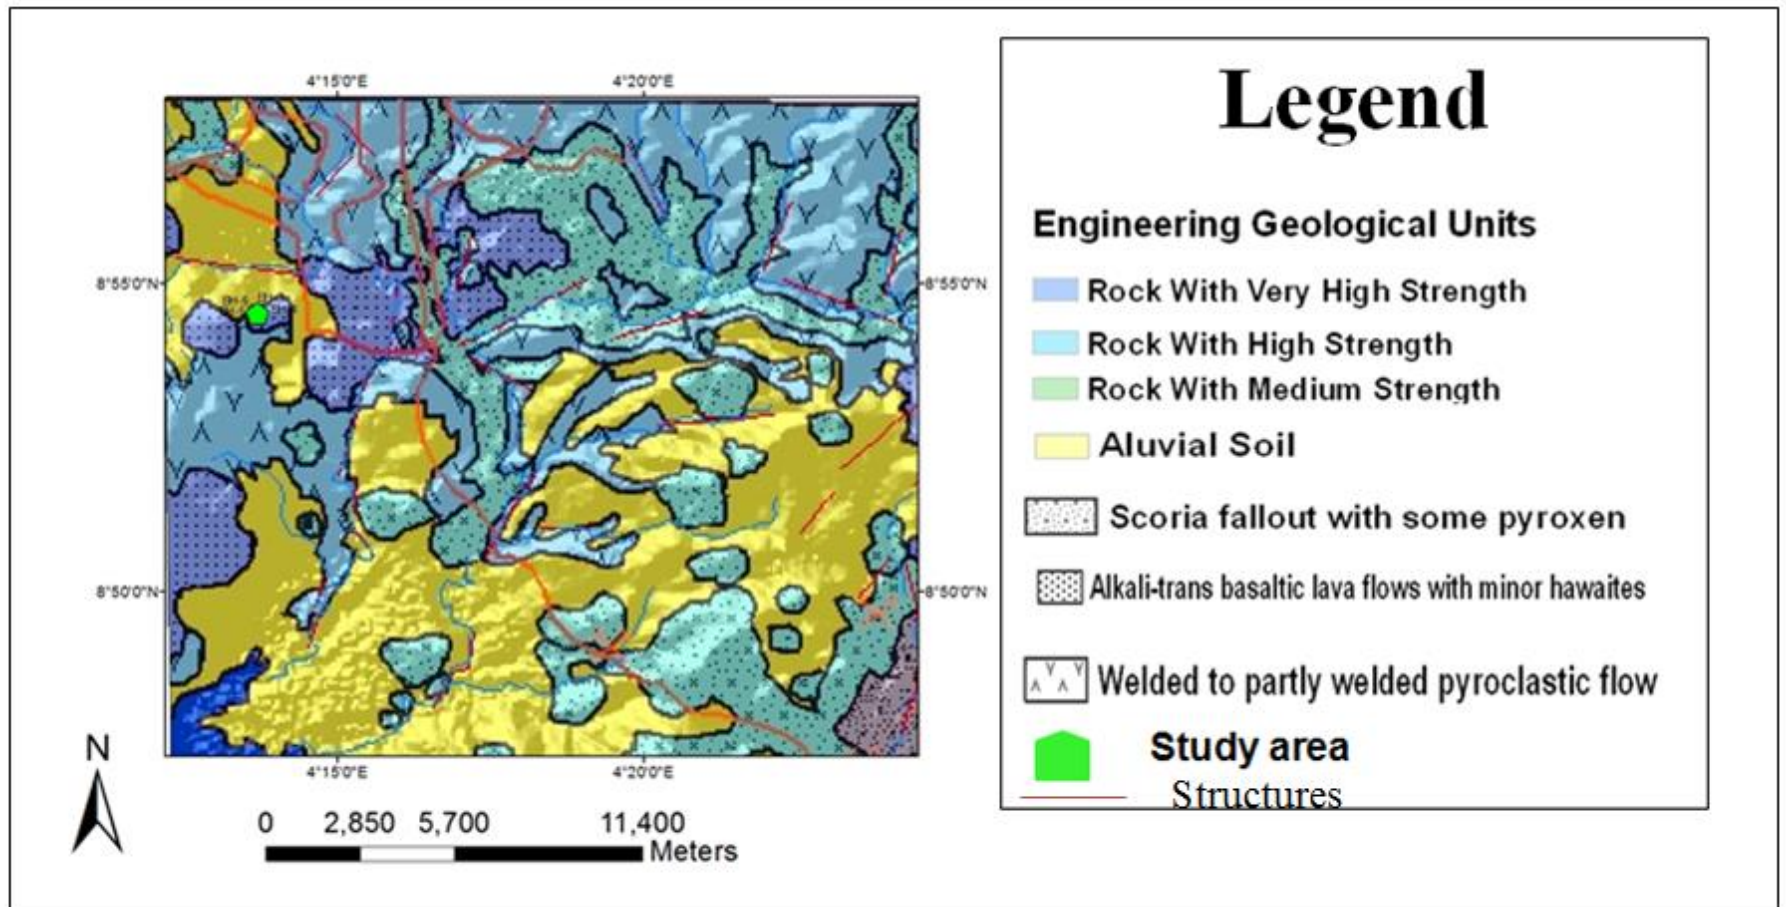 4°15'0"E 4°20'0"E
8°55'0"N 8°55'0"N
8°50'0"N 8°50'0"N
4°15'0"E 4°20'0"E
N
0 2,850 5,700 11,400
Meters
Legend
Engineering Geological Units
Rock With Very High Strength
Rock With High Strength
Rock With Medium Strength
Aluvial Soil
Scoria fallout with some pyroxen
Alkali-trans basaltic lava flows with minor hawaites
Welded to partly welded pyroclastic flow
Study area
Structures